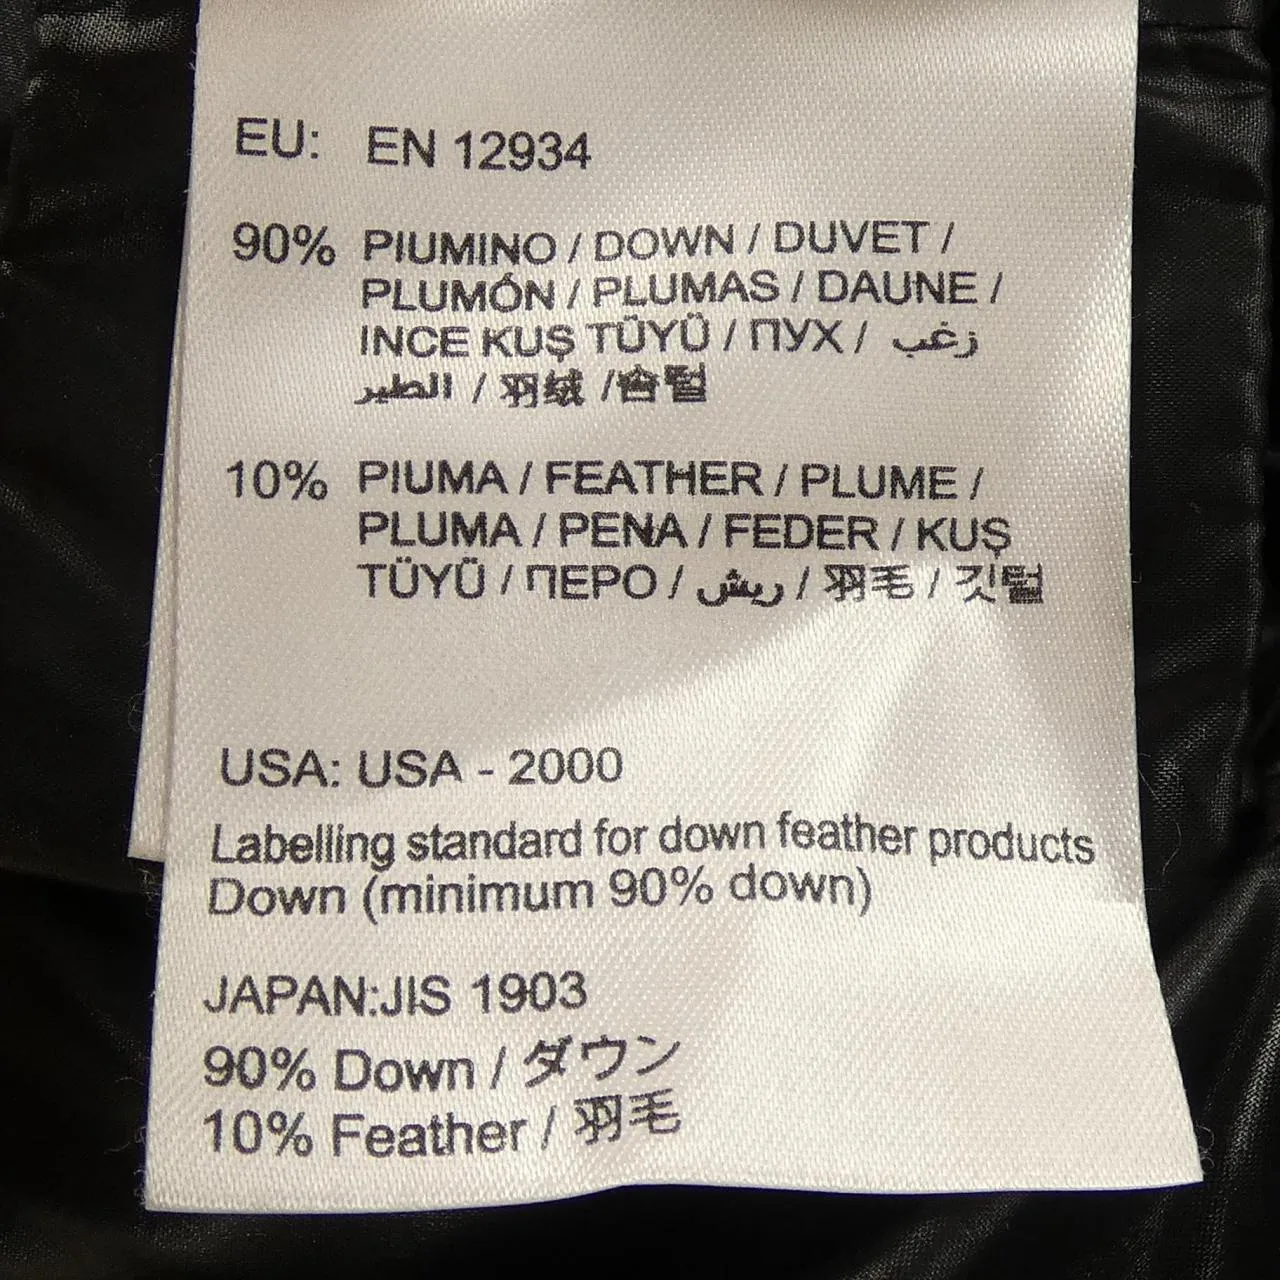 EU: EN 12934
90% PIUMINO / DOWN / DUVET /
PLUMÓN / PLUMAS / DAUNE /
INCE KUŞ TÜYÜ / ПУХ / زغب
الطير / 羽绒 /솜털
10% PIUMA / FEATHER / PLUME /
PLUMA / PENA / FEDER / KUŞ
TÜYÜ / ПЕРО / ريش / 羽毛 / 깃털
USA: USA - 2000
Labelling standard for down feather products
Down (minimum 90% down)
JAPAN:JIS 1903
90% Down / ダウン
10% Feather / 羽毛